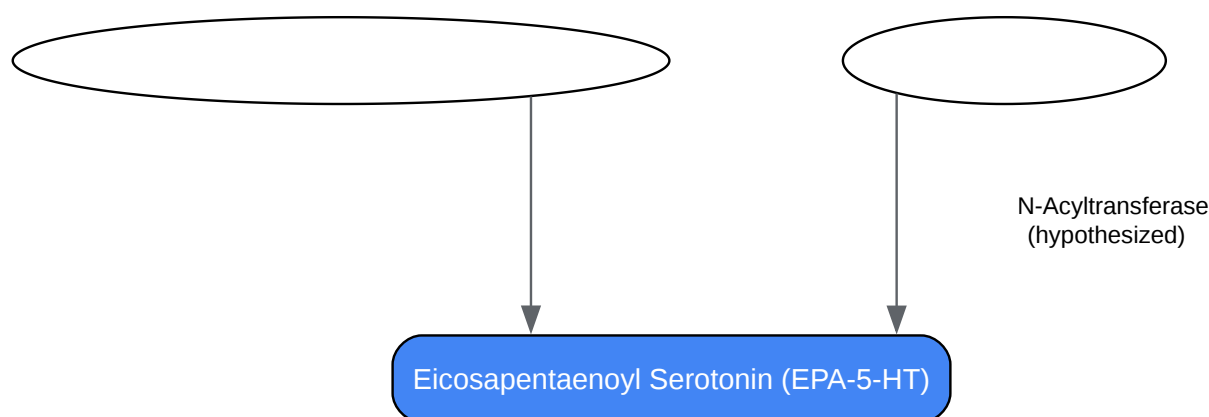 N-Acyltransferase
(hypothesized)
Eicosapentaenoyl Serotonin (EPA-5-HT)